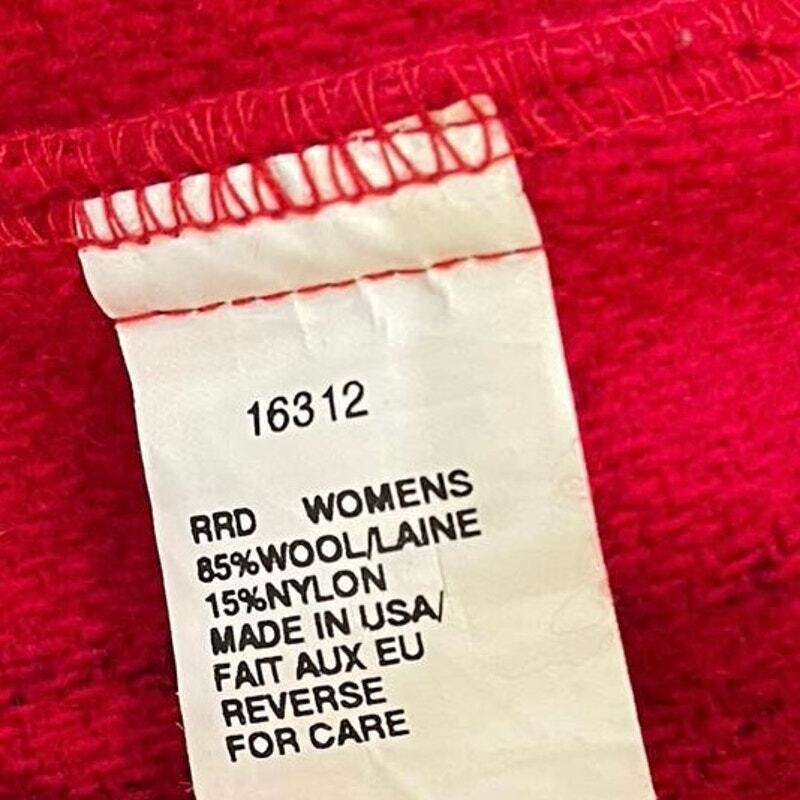 16312
RRD WOMENS
85%WOOL/LAINE
15%NYLON
MADE IN USA/
FAIT AUX EU
REVERSE
FOR CARE